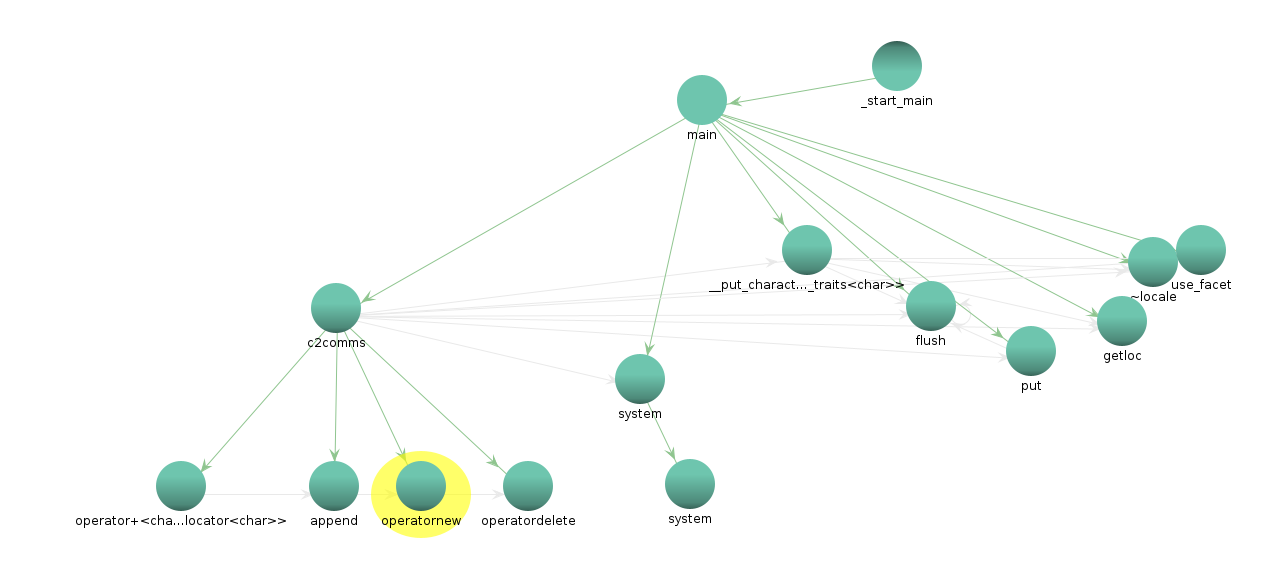 _start_main
main
__put_charact..._traits<char>>
use_facet
~locale
c2comms
flush
getloc
put
system
operator+<cha...locator<char>>
append
operatornew
operatordelete
system